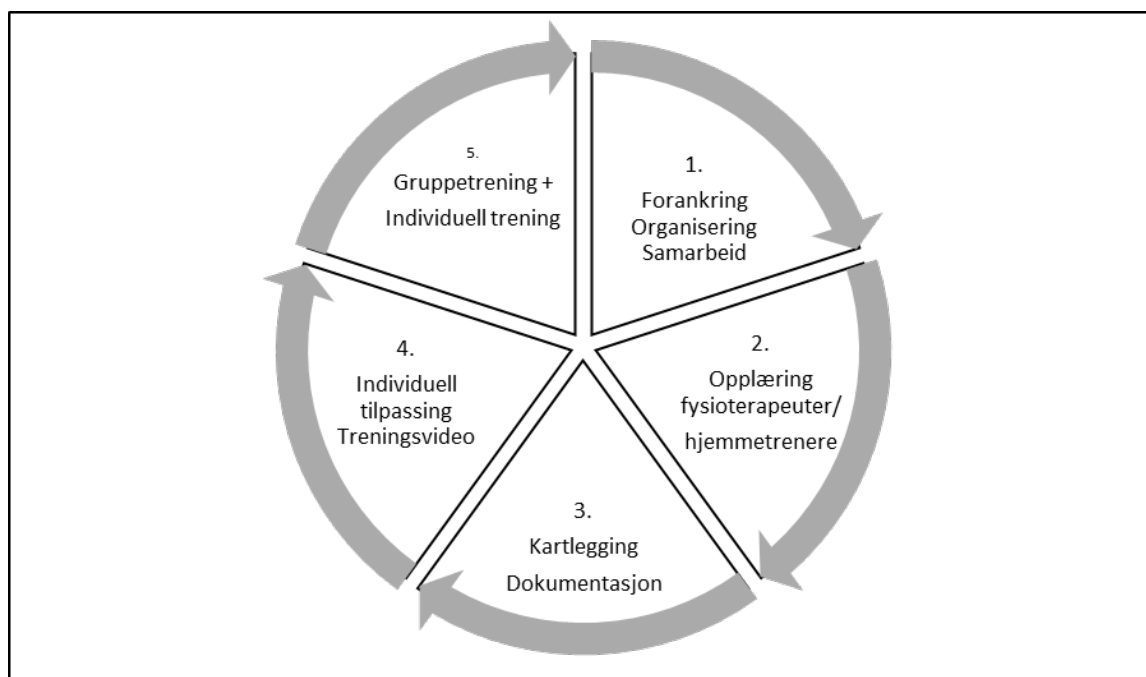 1.
Forankring
Organisering
Samarbeid
2.
Opplæring
fysioterapeuter/
hjemmetrenere
3.
Kartlegging
Dokumentasjon
4.
Individuell
tilpassing
Treningsvideo
5.
Gruppetrening +
Individuell trening